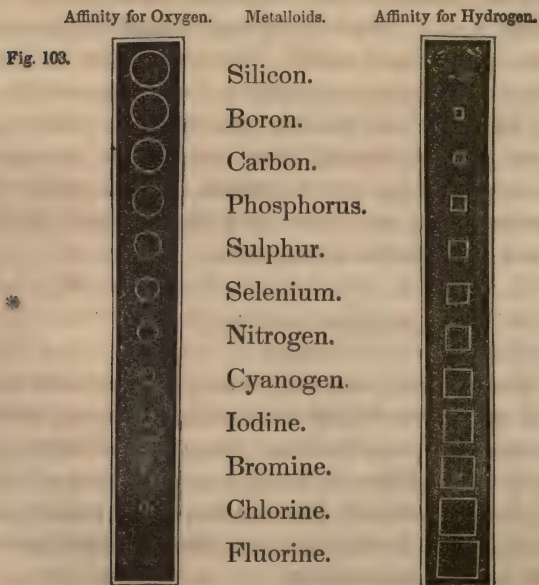 Affinity for Oxygen. Metalloids. Affinity for Hydrogen.
Fig. 103.
Silicon.
Boron.
Carbon.
Phosphorus.
Sulphur.
Selenium.
Nitrogen.
Cyanogen.
Iodine.
Bromine.
Chlorine.
Fluorine.